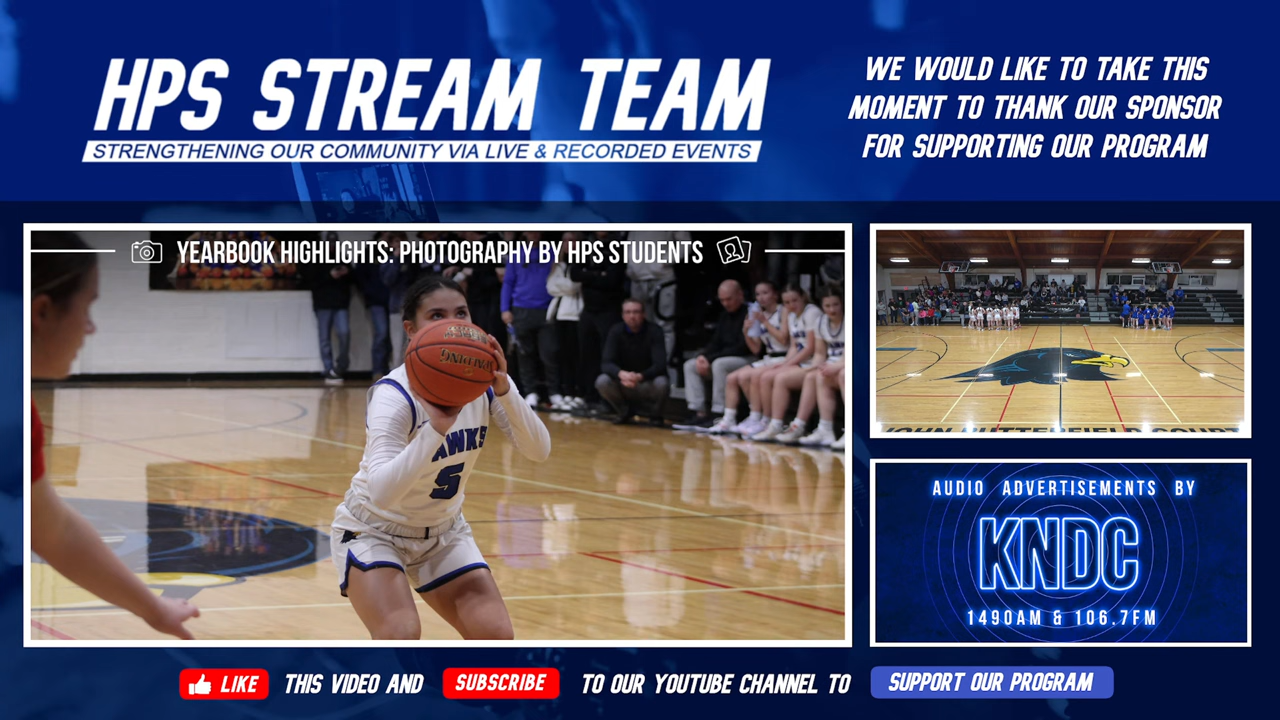 HPS STREAM TEAM
STRENGTHENING OUR COMMUNITY VIA LIVE & RECORDED EVENTS
WE WOULD LIKE TO TAKE THIS
MOMENT TO THANK OUR SPONSOR
FOR SUPPORTING OUR PROGRAM
YEARBOOK HIGHLIGHTS: PHOTOGRAPHY BY HPS STUDENTS
AWKS
5
AUDIO ADVERTISEMENTS BY
KNDC
1490AM & 106.7FM
LIKE THIS VIDEO AND SUBSCRIBE TO OUR YOUTUBE CHANNEL TO SUPPORT OUR PROGRAM